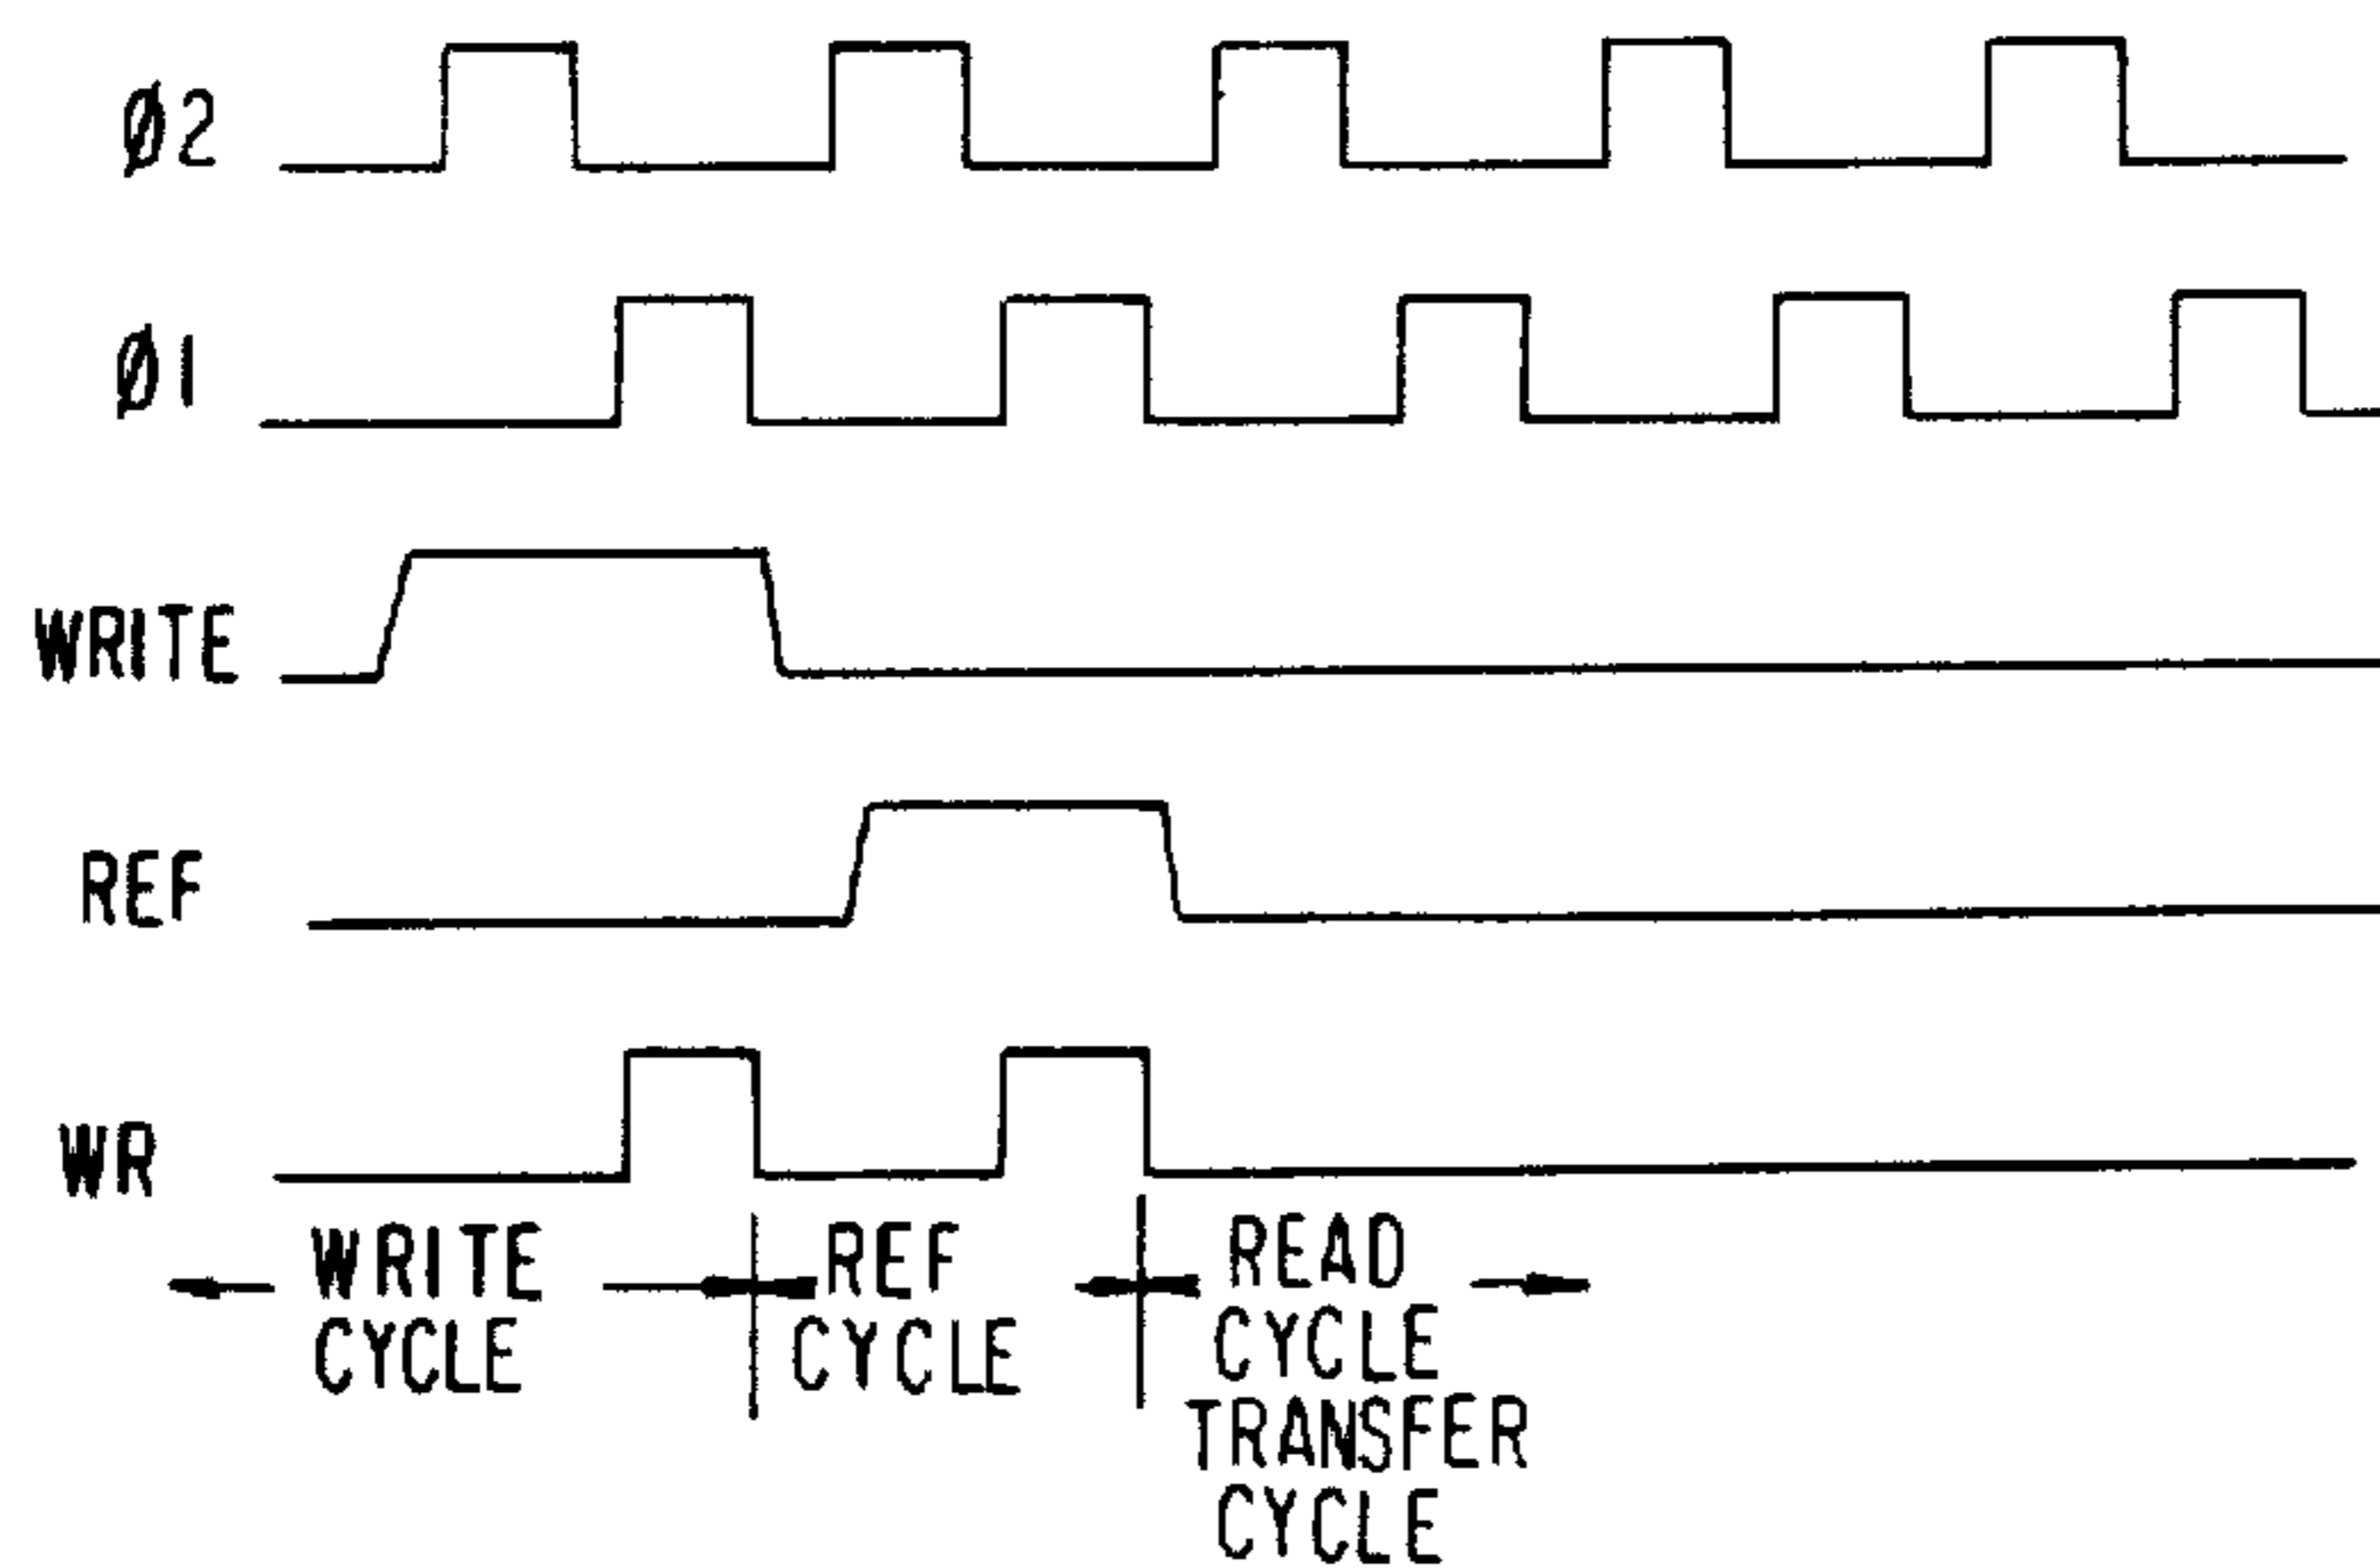 Ø2
Ø1
WRITE
REF
WR
WRITE
CYCLE
REF
CYCLE
READ
CYCLE
TRANSFER
CYCLE